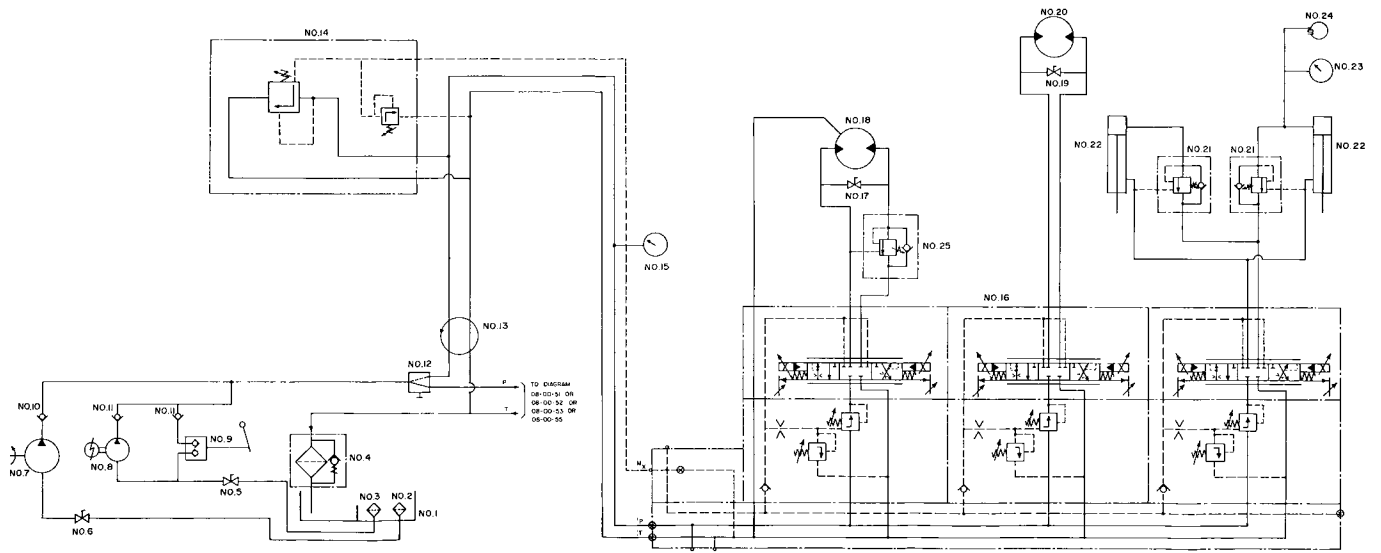 NO.20
NO.24
NO.14
NO.23
NO.19
NO.18
NO.21
NO.21
NO.22
NO.22
NO.17
NO.25
NO.15
NO.16
NO.13
NO.12
P
TO DIAGRAM
08-00-51 OR
08-00-52 OR
08-00-53 OR
08-00-55
T
NO.10
NO.11
NO.11
NO.9
NO.4
NO.7
NO.8
NO.5
NO.3
NO.2
NO.1
NO.6
P
T